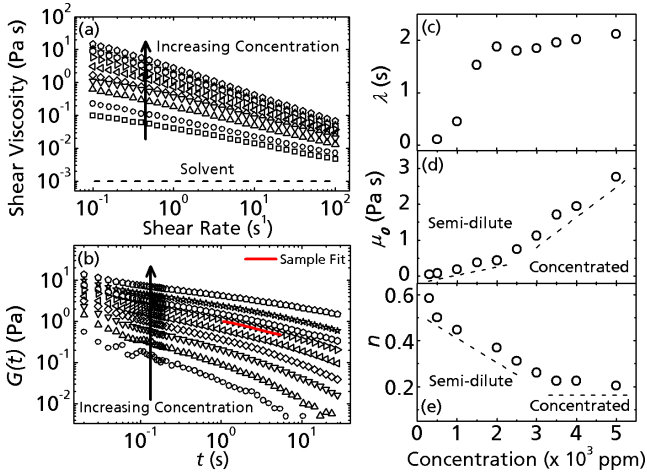 (a)
Increasing Concentration
Solvent
10⁻³
10⁻²
10⁻¹
10⁰
10¹
10²
Shear Viscosity (Pa s)
10⁻¹
10⁰
10¹
10²
Shear Rate (s¹)
(b)
Sample Fit
Increasing Concentration
10⁻²
10⁻¹
10⁰
10¹
10²
G(t) (Pa)
10⁻¹
10⁰
10¹
t (s)
(c)
0
1
2
λ (s)
(d)
Semi-dilute
Concentrated
0
1
2
3
μ₀ (Pa s)
(e)
Semi-dilute
Concentrated
0.2
0.4
0.6
n
0
1
2
3
4
5
Concentration (x 10³ ppm)